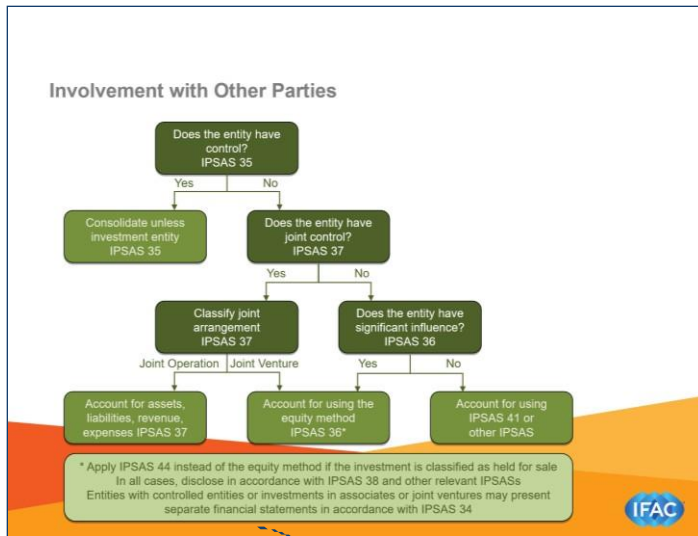 Involvement with Other Parties
Does the entity have
control?
IPSAS 35
Yes
No
Consolidate unless
investment entity
IPSAS 35
Does the entity have
joint control?
IPSAS 37
Yes
No
Classify joint
arrangement
IPSAS 37
Does the entity have
significant influence?
IPSAS 36
Joint Operation
Joint Venture
Yes
No
Account for assets,
liabilities, revenue,
expenses IPSAS 37
Account for using the
equity method
IPSAS 36*
Account for using
IPSAS 41 or
other IPSAS
* Apply IPSAS 44 instead of the equity method if the investment is classified as held for sale
In all cases, disclose in accordance with IPSAS 38 and other relevant IPSASs
Entities with controlled entities or investments in associates or joint ventures may present
separate financial statements in accordance with IPSAS 34
IFAC